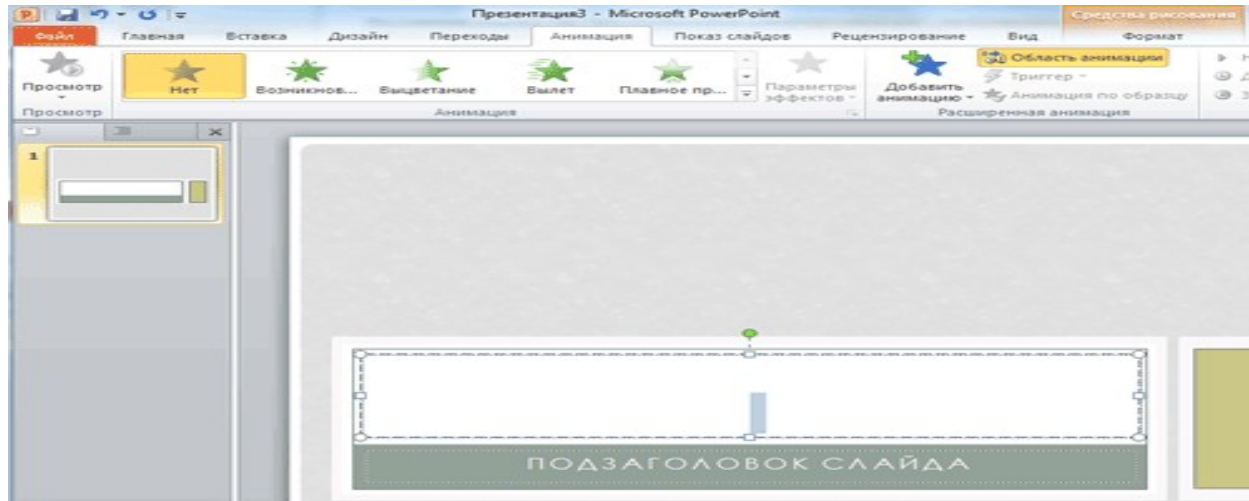 Презентация3 - Microsoft PowerPoint
Средства рисования
Файл Главная Вставка Дизайн Переходы Анимация Показ слайдов Рецензирование Вид Формат
Просмотр Нет Возникнов... Выцветание Вылет Плавное пр... Параметры эффектов Добавить анимацию Область анимации
Триггер
Анимация по образцу
Просмотр Анимация Расширенная анимация
1
ПОДЗАГОЛОВОК СЛАЙДА